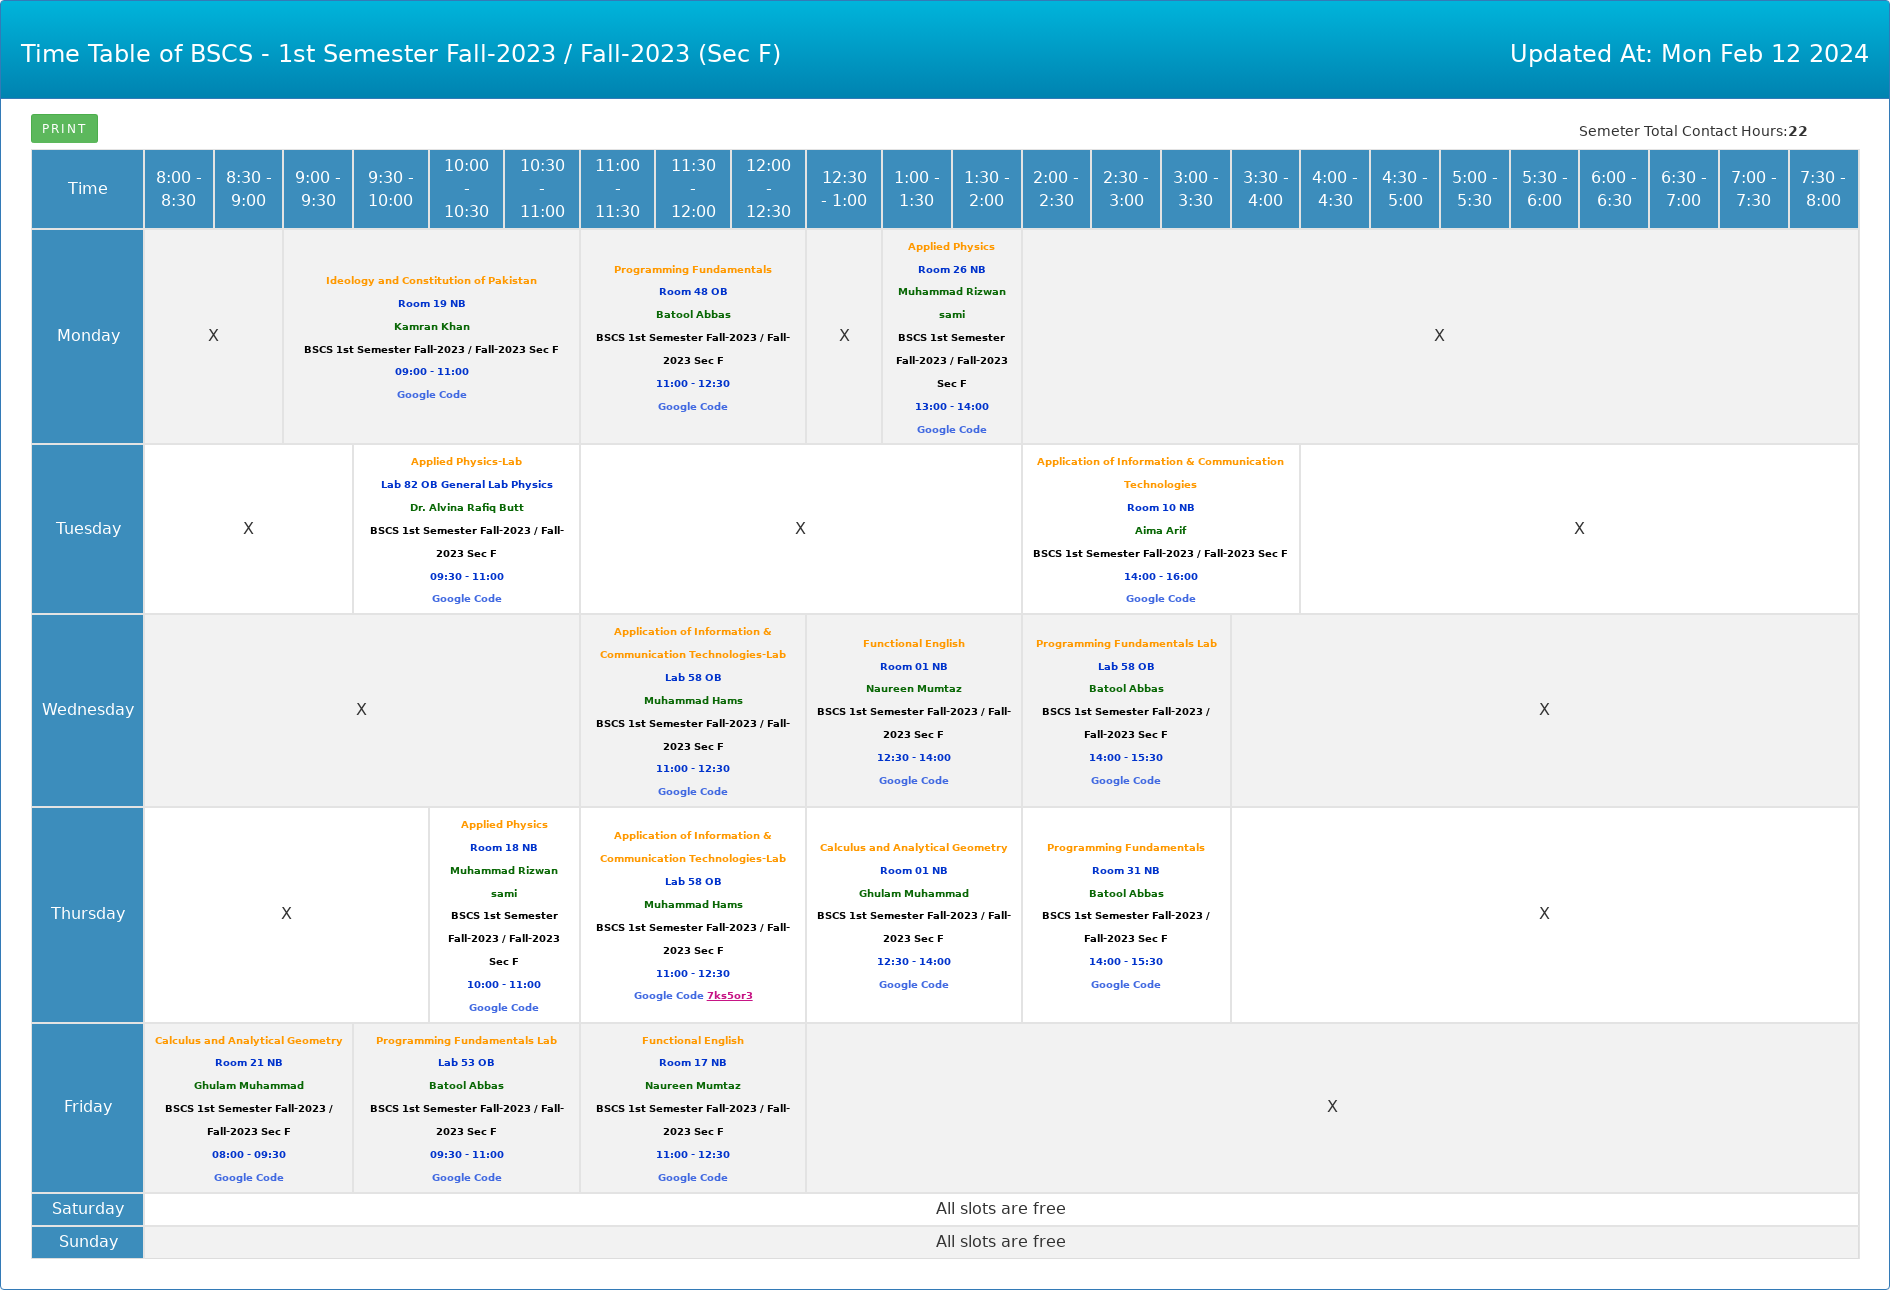 Time Table of BSCS - 1st Semester Fall-2023 / Fall-2023 (Sec F)
Updated At: Mon Feb 12 2024
PRINT
Semeter Total Contact Hours:22
Time
8:00 -
8:30
8:30 -
9:00
9:00 -
9:30
9:30 -
10:00
10:00
-
10:30
10:30
-
11:00
11:00
-
11:30
11:30
-
12:00
12:00
-
12:30
12:30
- 1:00
1:00 -
1:30
1:30 -
2:00
2:00 -
2:30
2:30 -
3:00
3:00 -
3:30
3:30 -
4:00
4:00 -
4:30
4:30 -
5:00
5:00 -
5:30
5:30 -
6:00
6:00 -
6:30
6:30 -
7:00
7:00 -
7:30
7:30 -
8:00
Monday
X
Ideology and Constitution of Pakistan
Room 19 NB
Kamran Khan
BSCS 1st Semester Fall-2023 / Fall-2023 Sec F
09:00 - 11:00
Google Code
Programming Fundamentals
Room 48 OB
Batool Abbas
BSCS 1st Semester Fall-2023 / Fall-
2023 Sec F
11:00 - 12:30
Google Code
X
Applied Physics
Room 26 NB
Muhammad Rizwan
sami
BSCS 1st Semester
Fall-2023 / Fall-2023
Sec F
13:00 - 14:00
Google Code
X
Tuesday
X
Applied Physics-Lab
Lab 82 OB General Lab Physics
Dr. Alvina Rafiq Butt
BSCS 1st Semester Fall-2023 / Fall-
2023 Sec F
09:30 - 11:00
Google Code
X
Application of Information & Communication
Technologies
Room 10 NB
Aima Arif
BSCS 1st Semester Fall-2023 / Fall-2023 Sec F
14:00 - 16:00
Google Code
X
Wednesday
X
Application of Information &
Communication Technologies-Lab
Lab 58 OB
Muhammad Hams
BSCS 1st Semester Fall-2023 / Fall-
2023 Sec F
11:00 - 12:30
Google Code
Functional English
Room 01 NB
Naureen Mumtaz
BSCS 1st Semester Fall-2023 / Fall-
2023 Sec F
12:30 - 14:00
Google Code
Programming Fundamentals Lab
Lab 58 OB
Batool Abbas
BSCS 1st Semester Fall-2023 /
Fall-2023 Sec F
14:00 - 15:30
Google Code
X
Thursday
X
Applied Physics
Room 18 NB
Muhammad Rizwan
sami
BSCS 1st Semester
Fall-2023 / Fall-2023
Sec F
10:00 - 11:00
Google Code
Application of Information &
Communication Technologies-Lab
Lab 58 OB
Muhammad Hams
BSCS 1st Semester Fall-2023 / Fall-
2023 Sec F
11:00 - 12:30
Google Code 7ks5or3
Calculus and Analytical Geometry
Room 01 NB
Ghulam Muhammad
BSCS 1st Semester Fall-2023 / Fall-
2023 Sec F
12:30 - 14:00
Google Code
Programming Fundamentals
Room 31 NB
Batool Abbas
BSCS 1st Semester Fall-2023 /
Fall-2023 Sec F
14:00 - 15:30
Google Code
X
Friday
Calculus and Analytical Geometry
Room 21 NB
Ghulam Muhammad
BSCS 1st Semester Fall-2023 /
Fall-2023 Sec F
08:00 - 09:30
Google Code
Programming Fundamentals Lab
Lab 53 OB
Batool Abbas
BSCS 1st Semester Fall-2023 / Fall-
2023 Sec F
09:30 - 11:00
Google Code
Functional English
Room 17 NB
Naureen Mumtaz
BSCS 1st Semester Fall-2023 / Fall-
2023 Sec F
11:00 - 12:30
Google Code
X
Saturday
All slots are free
Sunday
All slots are free